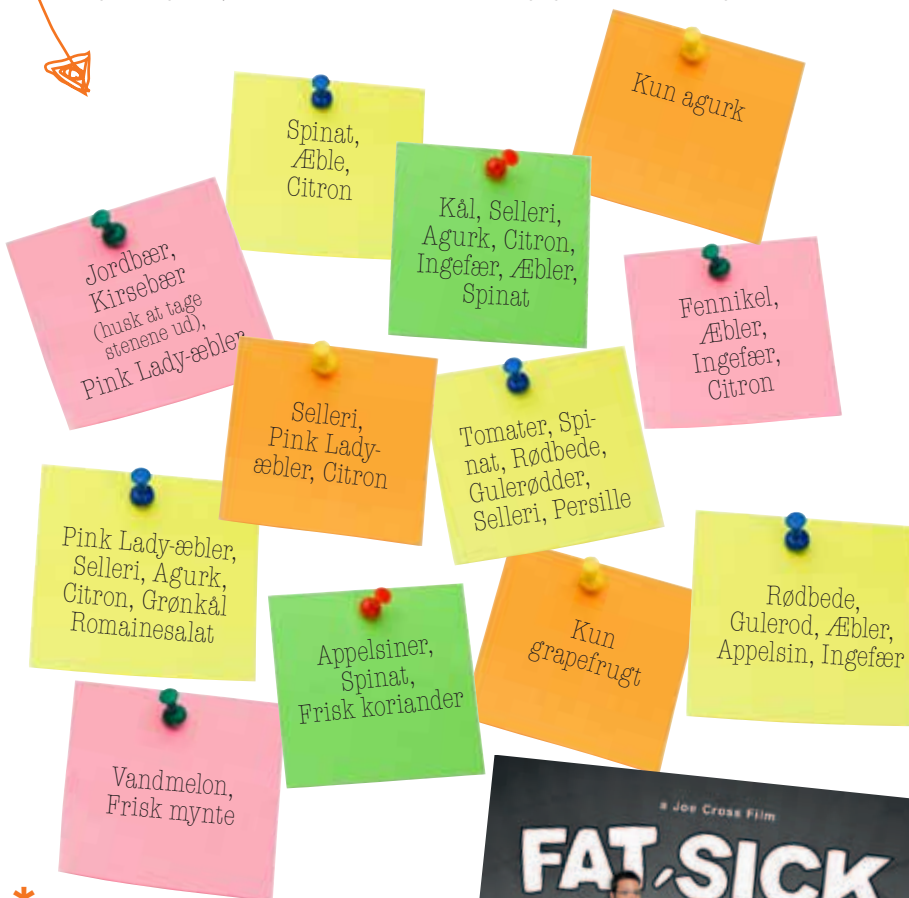 Kun agurk
Spinat,
Æble,
Citron
Kål, Selleri,
Agurk, Citron,
Ingefær, Æbler,
Spinat
Jordbær,
Kirsebær
(husk at tage
stenene ud),
Pink Lady-æbler
Fennikel,
Æbler,
Ingefær,
Citron
Selleri,
Pink Lady-
æbler, Citron
Tomater, Spi-
nat, Rødbede,
Gulerødder,
Selleri, Persille
Pink Lady-æbler,
Selleri, Agurk,
Citron, Grønkål
Romainesalat
Appelsiner,
Spinat,
Frisk koriander
Kun
grapefrugt
Rødbede,
Gulerod, Æbler,
Appelsin, Ingefær
Vandmelon,
Frisk mynte
a Joe Cross Film
FAT, SICK
*